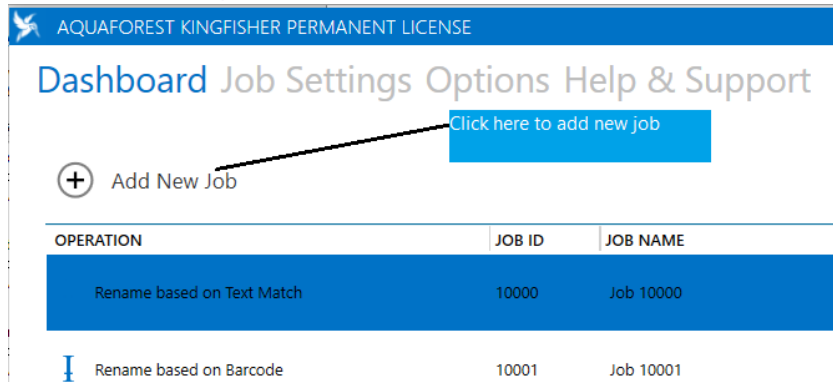 AQUAFOREST KINGFISHER PERMANENT LICENSE
Dashboard Job Settings Options Help & Support
Click here to add new job
Add New Job
OPERATION JOB ID JOB NAME
Rename based on Text Match 10000 Job 10000
Rename based on Barcode 10001 Job 10001